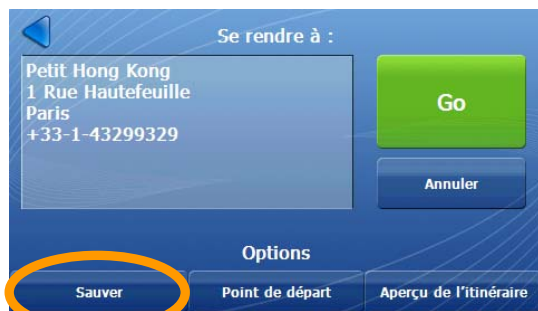 Se rendre à :
Petit Hong Kong
1 Rue Hautefeuille
Paris
+33-1-43299329
Go
Annuler
Options
Sauver
Point de départ
Aperçu de l'itinéraire